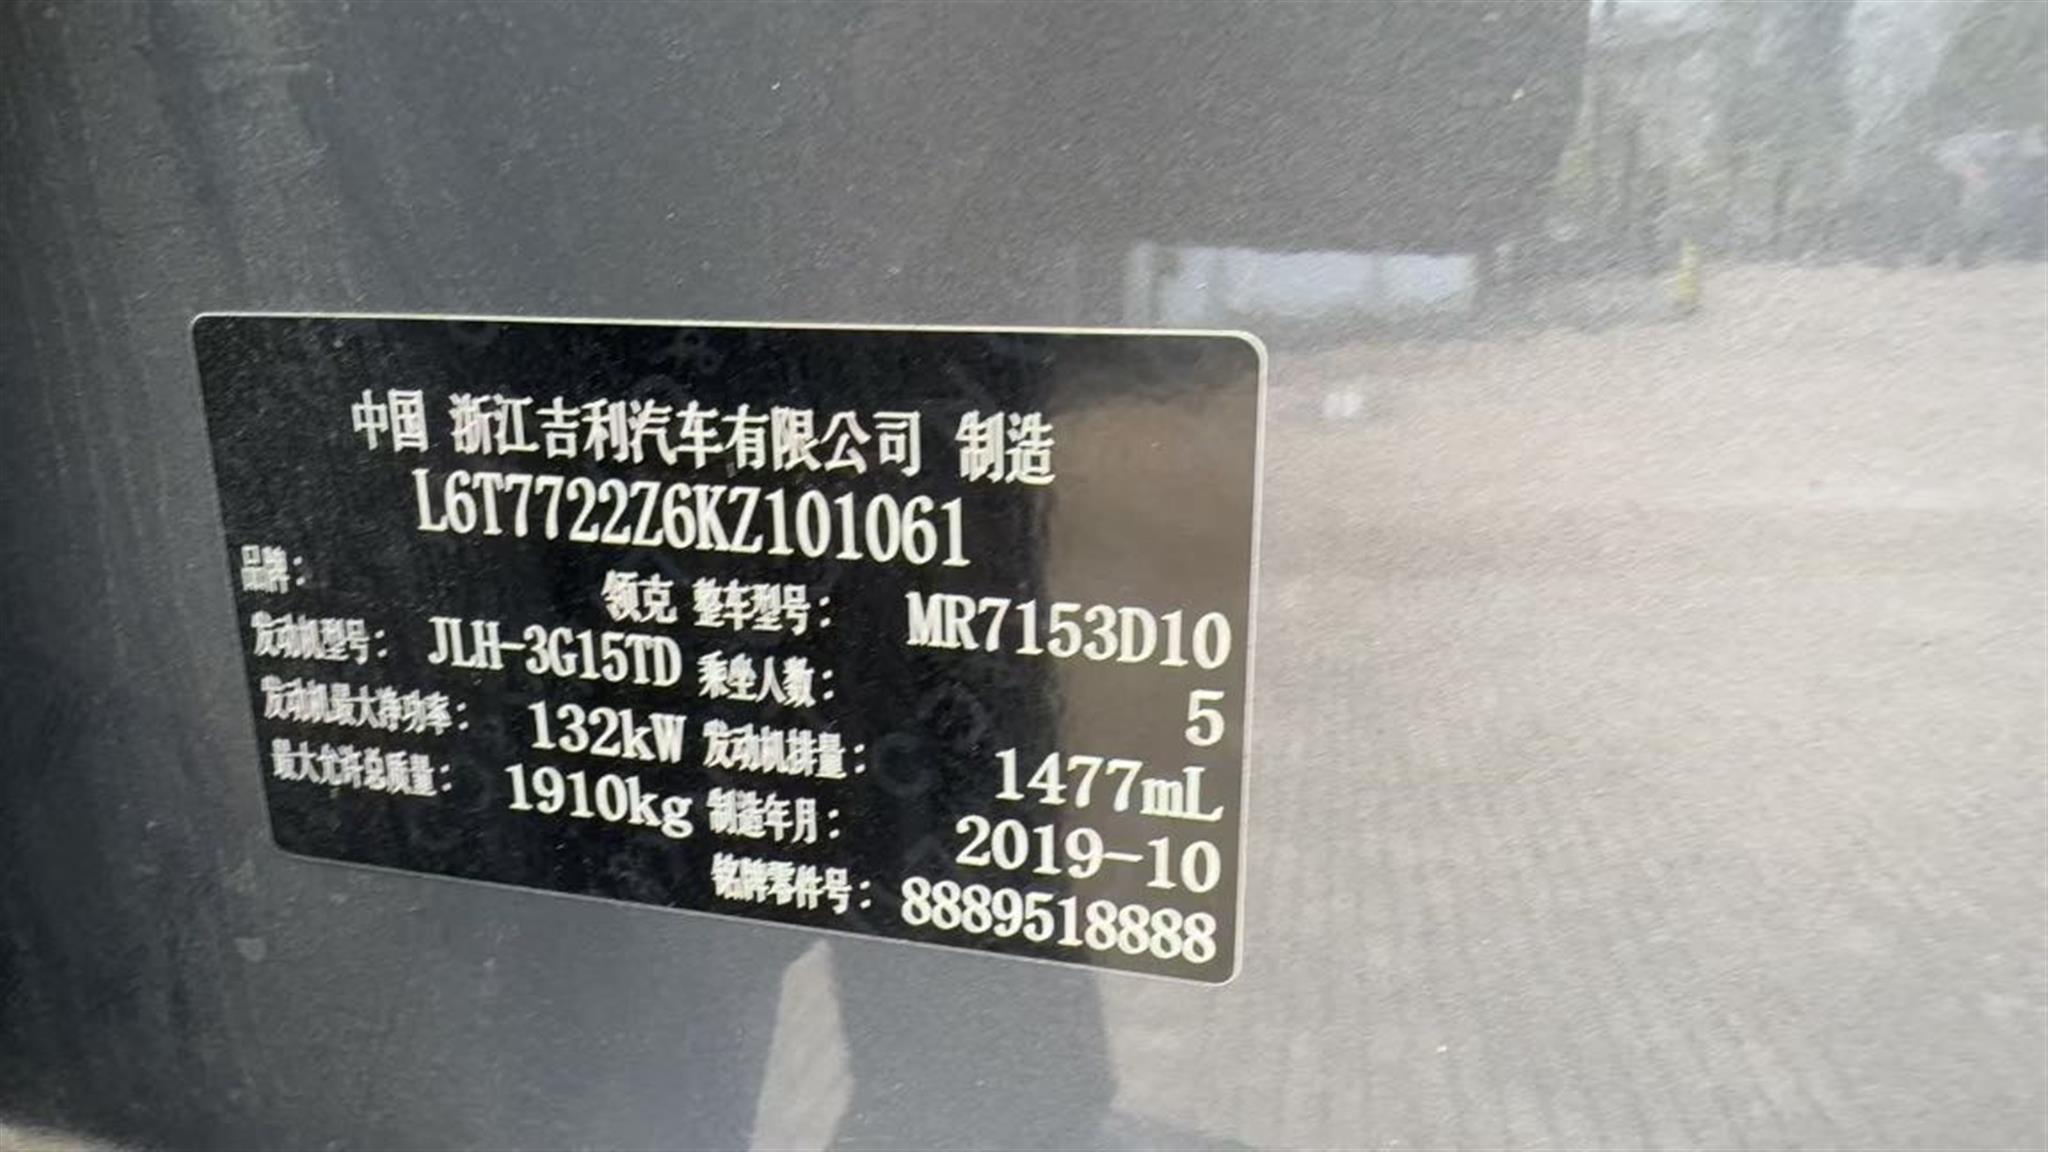 中国 浙江吉利汽车有限公司 制造
L6T7722Z6KZ101061
品牌： 领克 整车型号： MR7153D10
发动机型号： JLH-3G15TD 乘坐人数： 5
发动机最大净功率： 132kW 发动机排量： 1477mL
最大允许总质量： 1910kg 制造年月： 2019-10
铭牌零件号： 8889518888